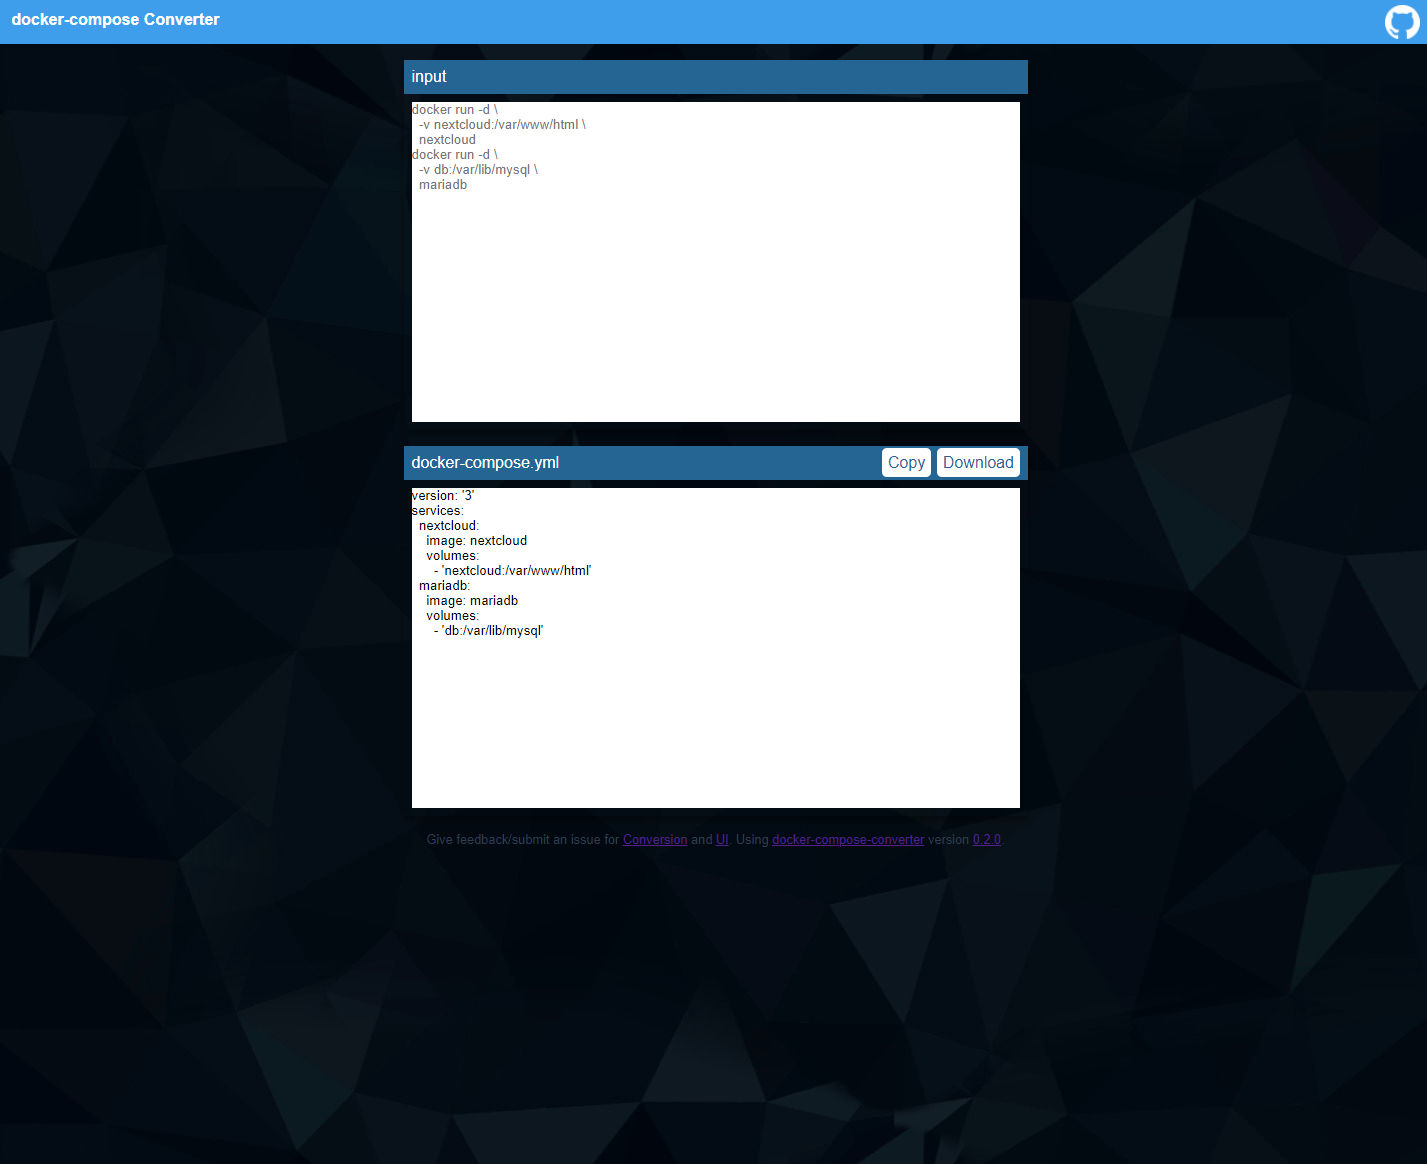 docker-compose Converter
input
docker run -d \
  -v nextcloud:/var/www/html \
  nextcloud
docker run -d \
  -v db:/var/lib/mysql \
  mariadb
docker-compose.yml Copy Download
version: '3'
services:
  nextcloud:
    image: nextcloud
    volumes:
      - 'nextcloud:/var/www/html'
  mariadb:
    image: mariadb
    volumes:
      - 'db:/var/lib/mysql'
Give feedback/submit an issue for Conversion and UI. Using docker-compose-converter version 0.2.0.